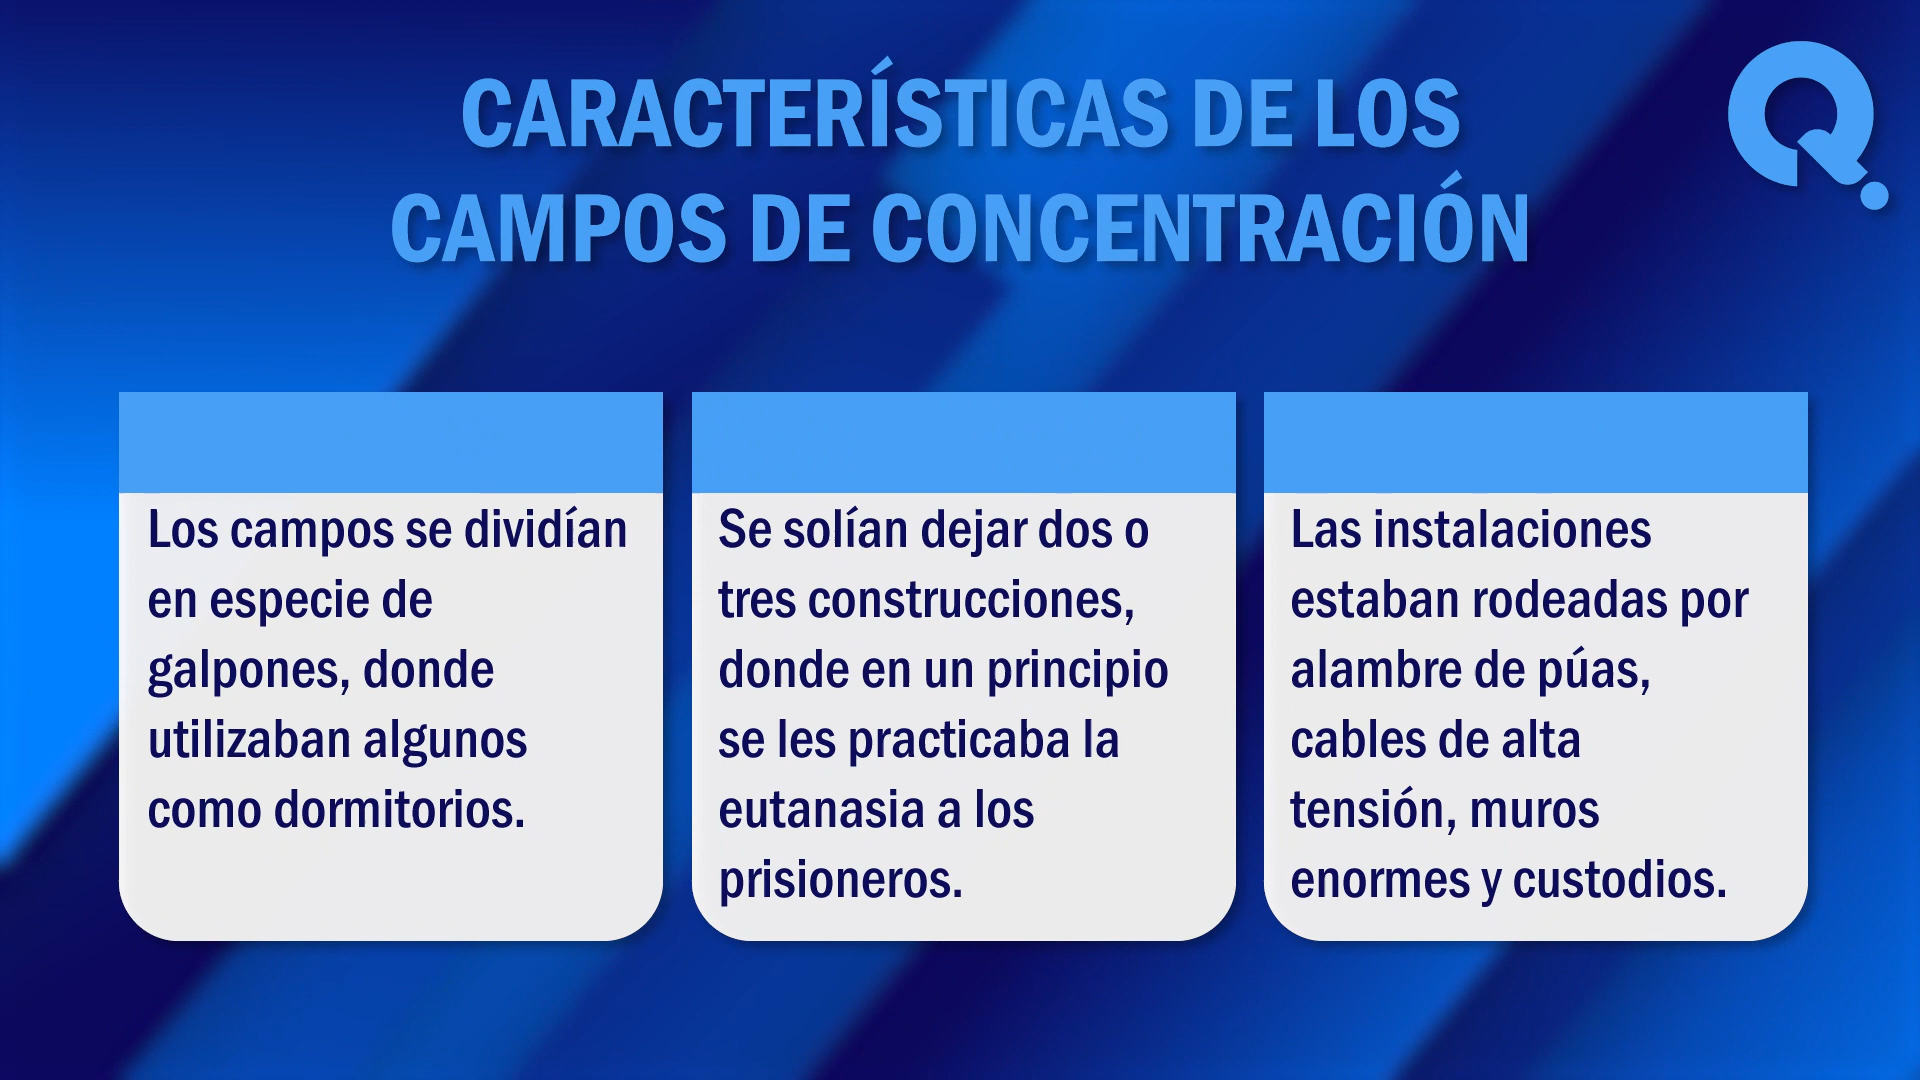 CARACTERÍSTICAS DE LOS
CAMPOS DE CONCENTRACIÓN
Q.
Los campos se dividían
en especie de
galpones, donde
utilizaban algunos
como dormitorios.
Se solían dejar dos o
tres construcciones,
donde en un principio
se les practicaba la
eutanasia a los
prisioneros.
Las instalaciones
estaban rodeadas por
alambre de púas,
cables de alta
tensión, muros
enormes y custodios.